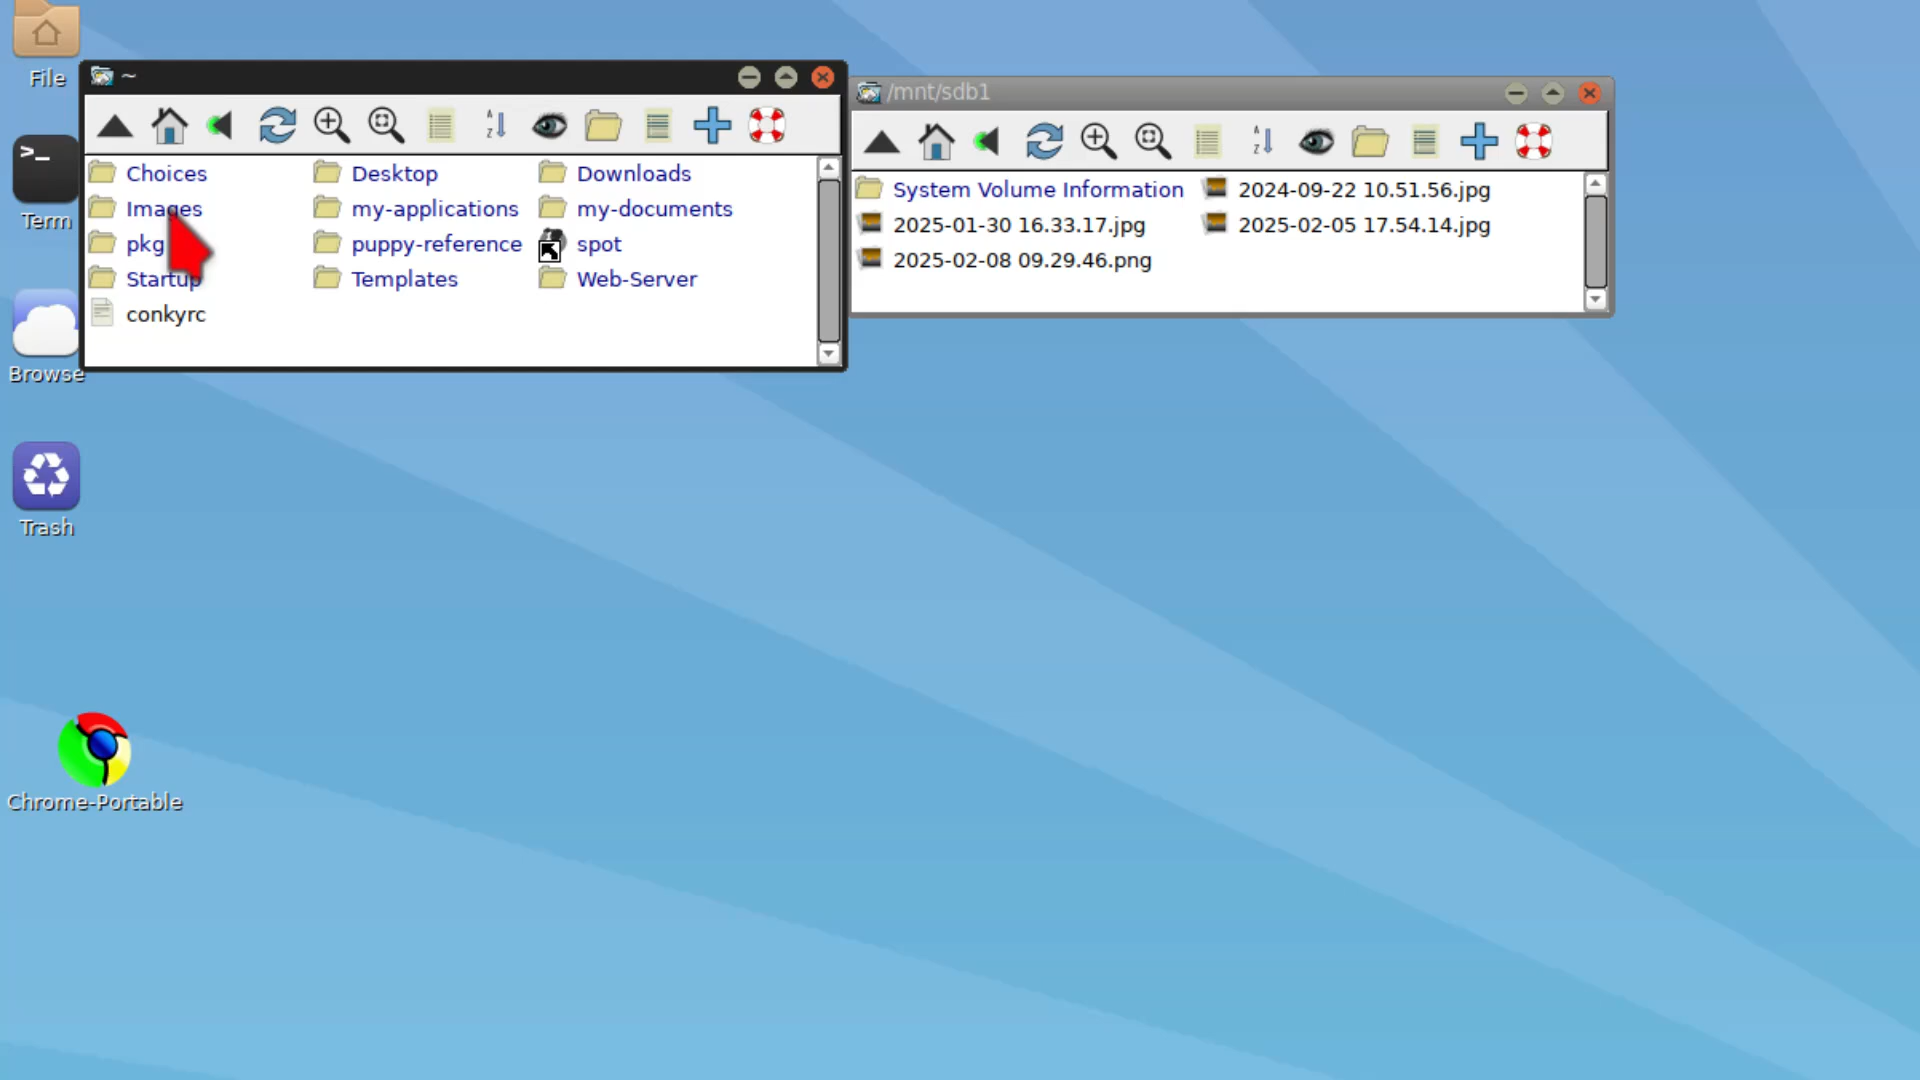 File
Term
Browse
Trash
Chrome-Portable
~
Choices Desktop Downloads
Images my-applications my-documents
pkg puppy-reference spot
Startup Templates Web-Server
conkyrc
/mnt/sdb1
System Volume Information 2024-09-22 10.51.56.jpg
2025-01-30 16.33.17.jpg 2025-02-05 17.54.14.jpg
2025-02-08 09.29.46.png